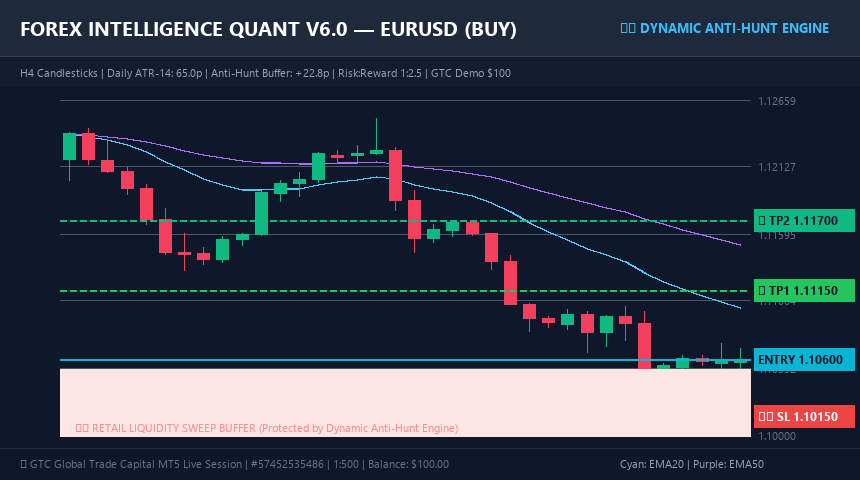 FOREX INTELLIGENCE QUANT V6.0 — EURUSD (BUY)
DYNAMIC ANTI-HUNT ENGINE
H4 Candlesticks | Daily ATR-14: 65.0p | Anti-Hunt Buffer: +22.8p | Risk:Reward 1:2.5 | GTC Demo $100
1.12659
1.12127
TP2 1.11700
1.11595
TP1 1.11150
ENTRY 1.10600
SL 1.10150
RETAIL LIQUIDITY SWEEP BUFFER (Protected by Dynamic Anti-Hunt Engine)
1.10000
GTC Global Trade Capital MT5 Live Session | #57452535486 | 1:500 | Balance: $100.00
Cyan: EMA20 | Purple: EMA50